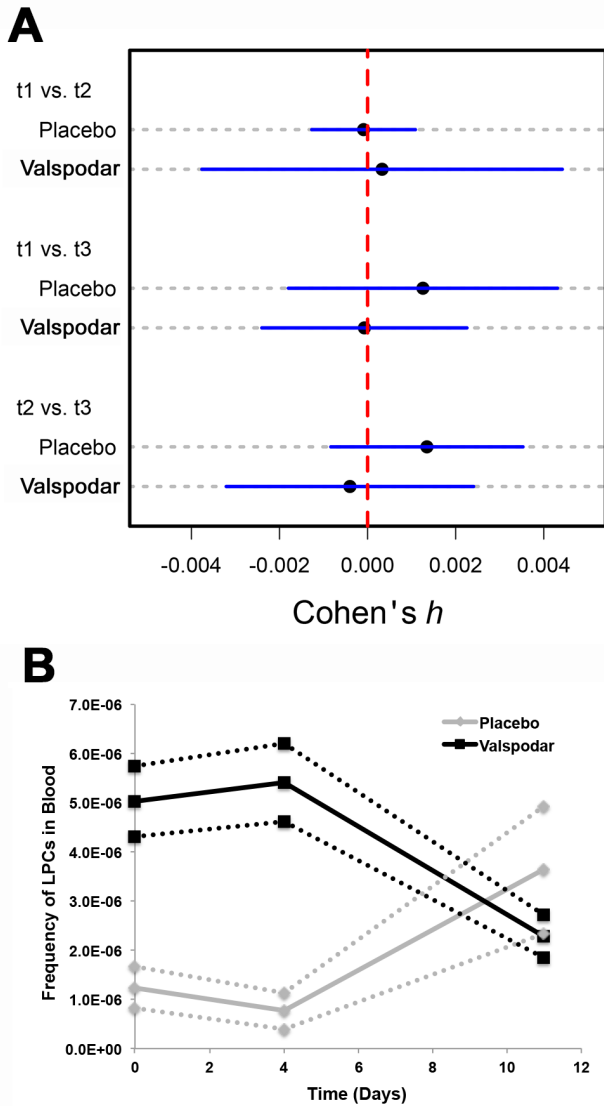 A
t1 vs. t2
Placebo
Valspodar
t1 vs. t3
Placebo
Valspodar
t2 vs. t3
Placebo
Valspodar
-0.004 -0.002 0.000 0.002 0.004
Cohen's h
B
7.0E-06
6.0E-06
5.0E-06
4.0E-06
3.0E-06
2.0E-06
1.0E-06
0.0E+00
Frequency of LPCs in Blood
Placebo
Valspodar
0 2 4 6 8 10 12
Time (Days)